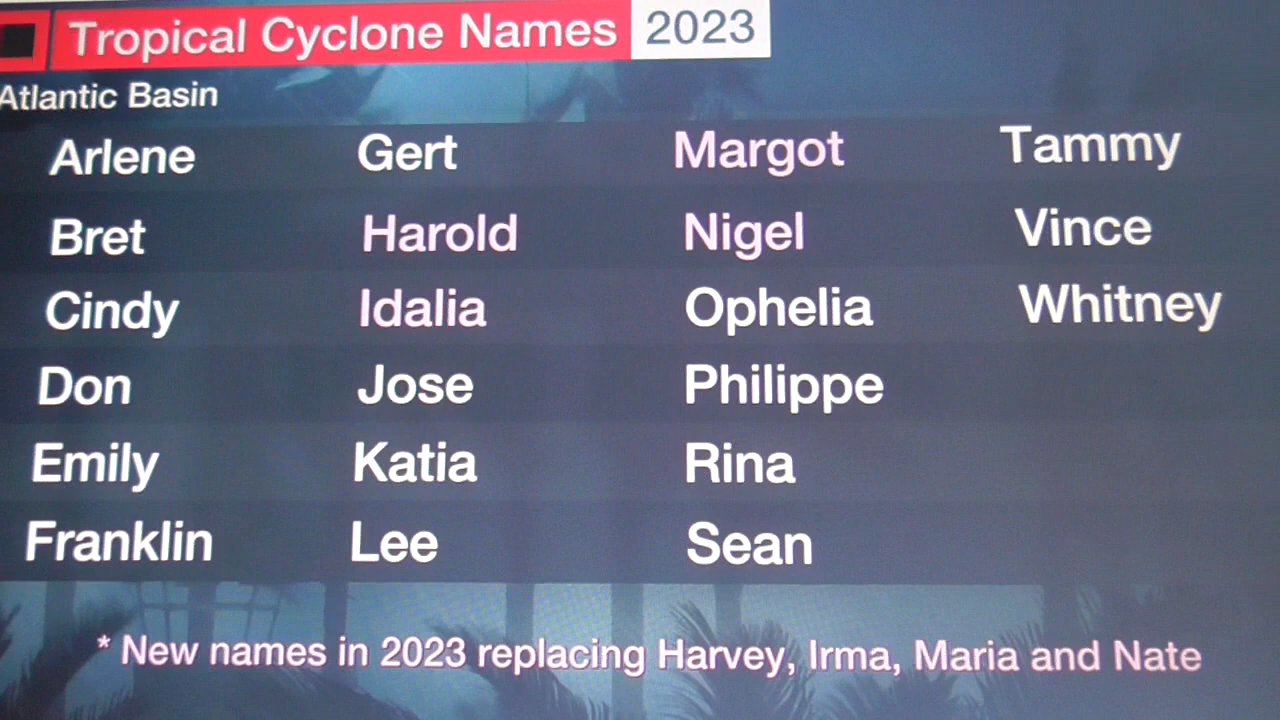 Tropical Cyclone Names 2023
Atlantic Basin
Arlene Gert Margot Tammy
Bret Harold Nigel Vince
Cindy Idalia Ophelia Whitney
Don Jose Philippe
Emily Katia Rina
Franklin Lee Sean
* New names in 2023 replacing Harvey, Irma, Maria and Nate